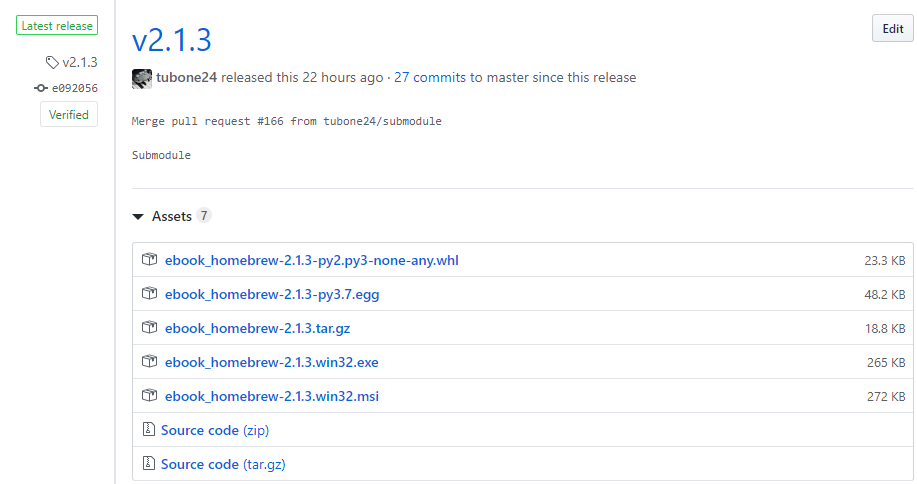 Latest release
v2.1.3
e092056
Verified
v2.1.3
Edit
tubone24 released this 22 hours ago · 27 commits to master since this release
Merge pull request #166 from tubone24/submodule
Submodule
Assets 7
ebook_homebrew-2.1.3-py2.py3-none-any.whl 23.3 KB
ebook_homebrew-2.1.3-py3.7.egg 48.2 KB
ebook_homebrew-2.1.3.tar.gz 18.8 KB
ebook_homebrew-2.1.3.win32.exe 265 KB
ebook_homebrew-2.1.3.win32.msi 272 KB
Source code (zip)
Source code (tar.gz)